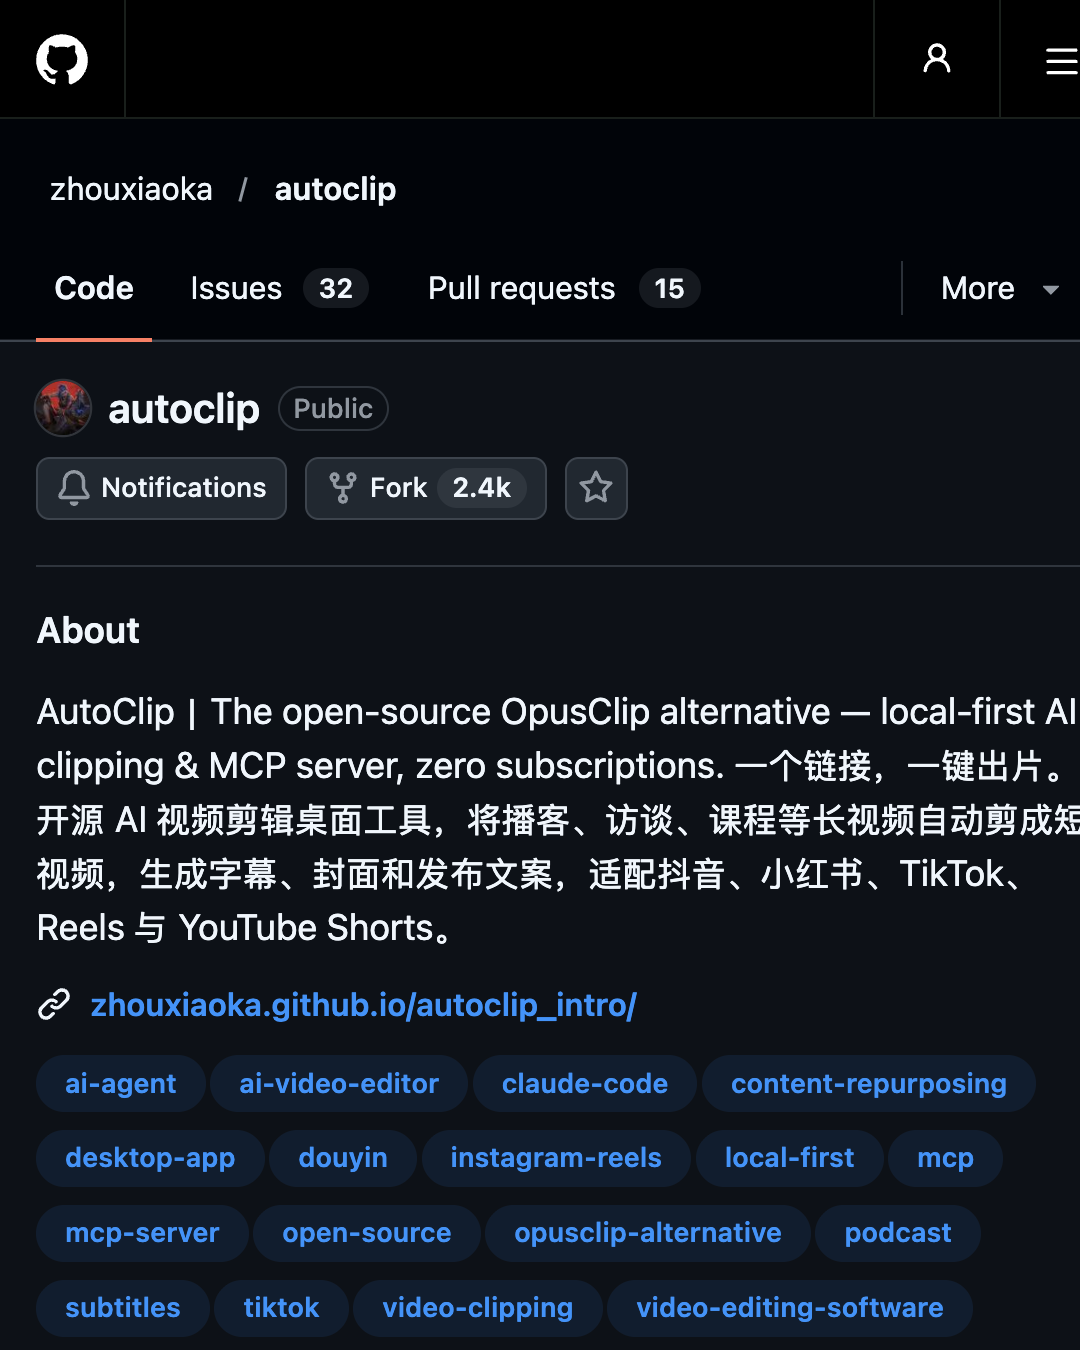 zhouxiaoka / autoclip
Code Issues 32 Pull requests 15 More
autoclip Public
Notifications Fork 2.4k
About
AutoClip | The open-source OpusClip alternative — local-first AI
clipping & MCP server, zero subscriptions. 一个链接，一键出片。
开源 AI 视频剪辑桌面工具，将播客、访谈、课程等长视频自动剪成短
视频，生成字幕、封面和发布文案，适配抖音、小红书、TikTok、
Reels 与 YouTube Shorts。
zhouxiaoka.github.io/autoclip_intro/
ai-agent ai-video-editor claude-code content-repurposing
desktop-app douyin instagram-reels local-first mcp
mcp-server open-source opusclip-alternative podcast
subtitles tiktok video-clipping video-editing-software